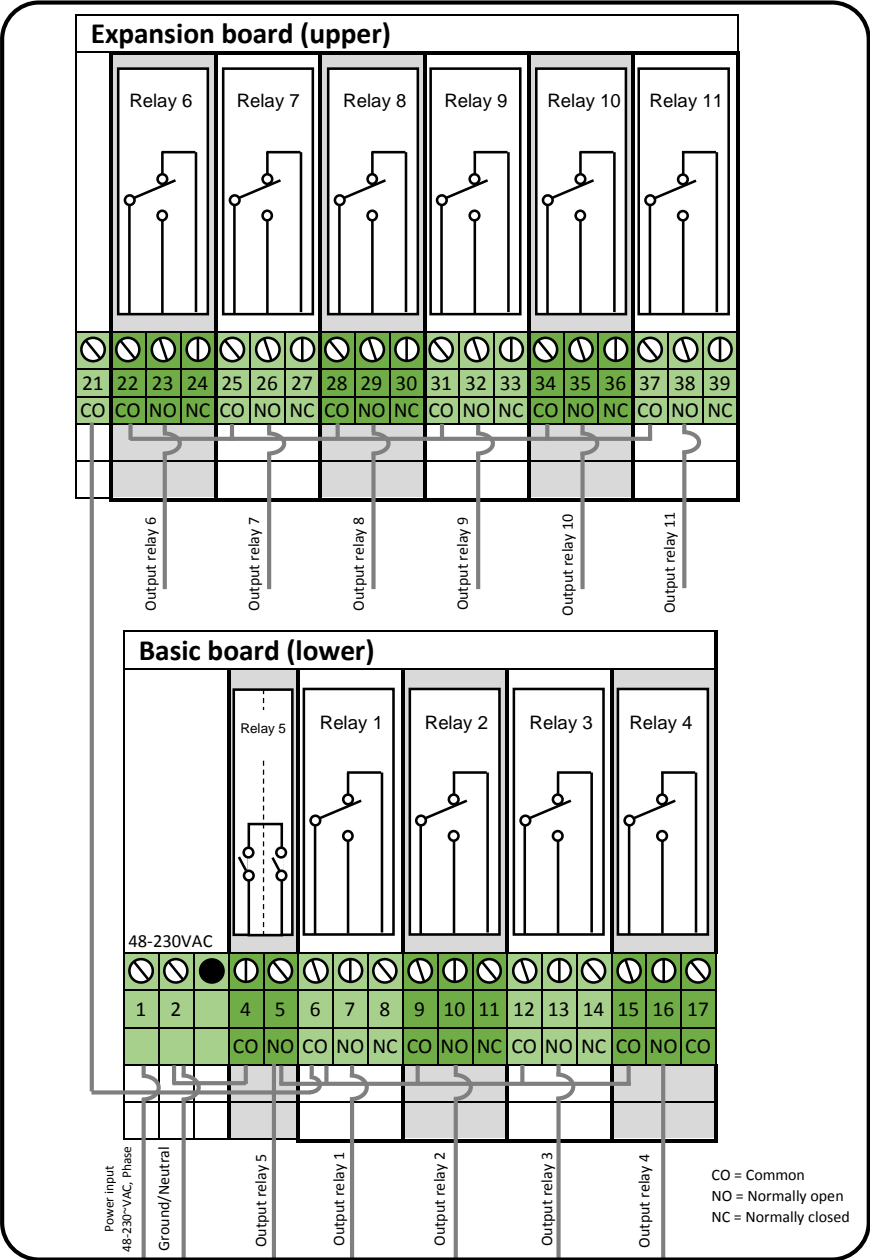 Expansion board (upper)
Relay 6 Relay 7 Relay 8 Relay 9 Relay 10 Relay 11
21 22 23 24 25 26 27 28 29 30 31 32 33 34 35 36 37 38 39
CO CO NO NC CO NO NC CO NO NC CO NO NC CO NO NC CO NO NC
Output relay 6
Output relay 7
Output relay 8
Output relay 9
Output relay 10
Output relay 11
Basic board (lower)
Relay 5 Relay 1 Relay 2 Relay 3 Relay 4
48-230VAC
1 2 4 5 6 7 8 9 10 11 12 13 14 15 16 17
CO NO CO NO NC CO NO NC CO NO NC CO NO CO
Power input
48-230~VAC, Phase
Ground/Neutral
Output relay 5
Output relay 1
Output relay 2
Output relay 3
Output relay 4
CO = Common
NO = Normally open
NC = Normally closed